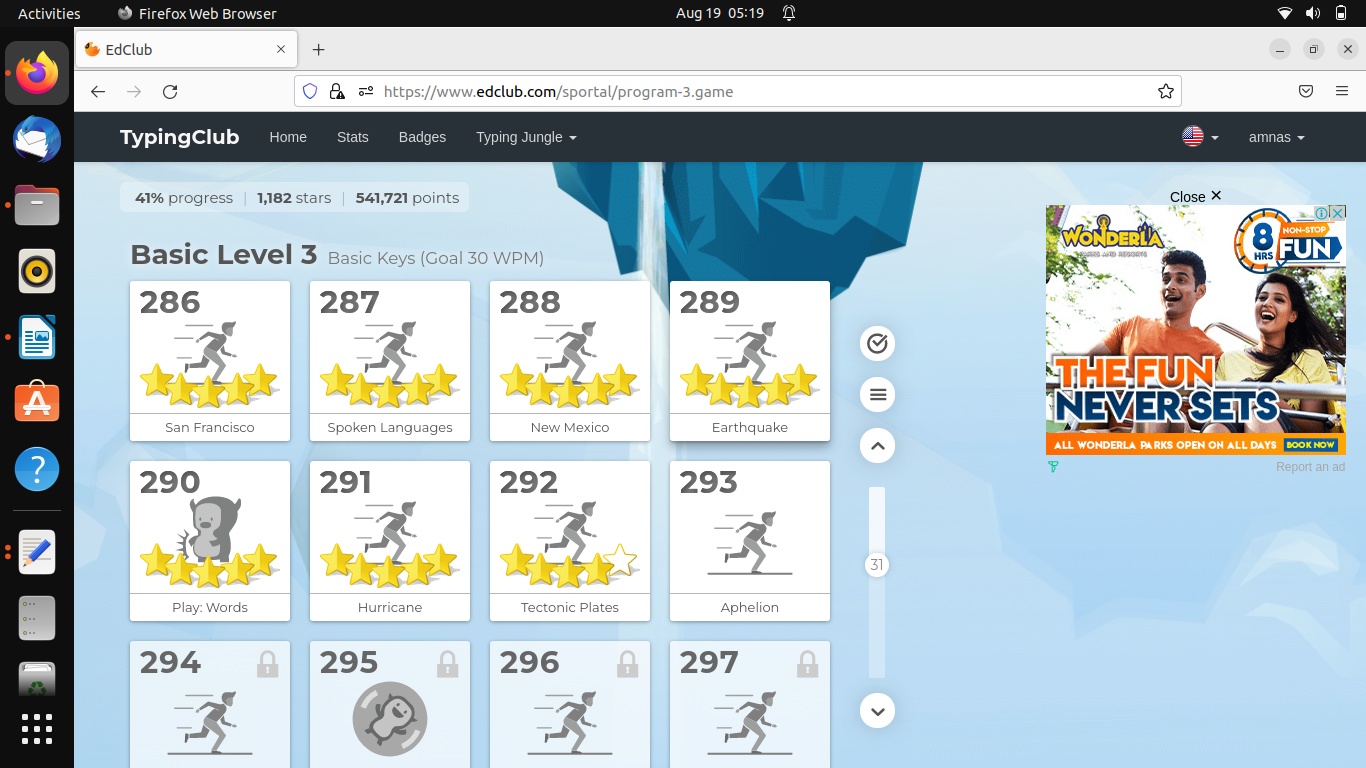 Activities Firefox Web Browser Aug 19 05:19
EdClub
https://www.edclub.com/sportal/program-3.game
TypingClub Home Stats Badges Typing Jungle amnas
41% progress | 1,182 stars | 541,721 points
Close ✕
WONDERLA
PARKS AND RESORTS
8 HRS NON-STOP FUN
THE FUN
NEVER SETS
ALL WONDERLA PARKS OPEN ON ALL DAYS BOOK NOW
Report an ad
Basic Level 3 Basic Keys (Goal 30 WPM)
286 287 288 289
San Francisco Spoken Languages New Mexico Earthquake
290 291 292 293
31
Play: Words Hurricane Tectonic Plates Aphelion
294 295 296 297